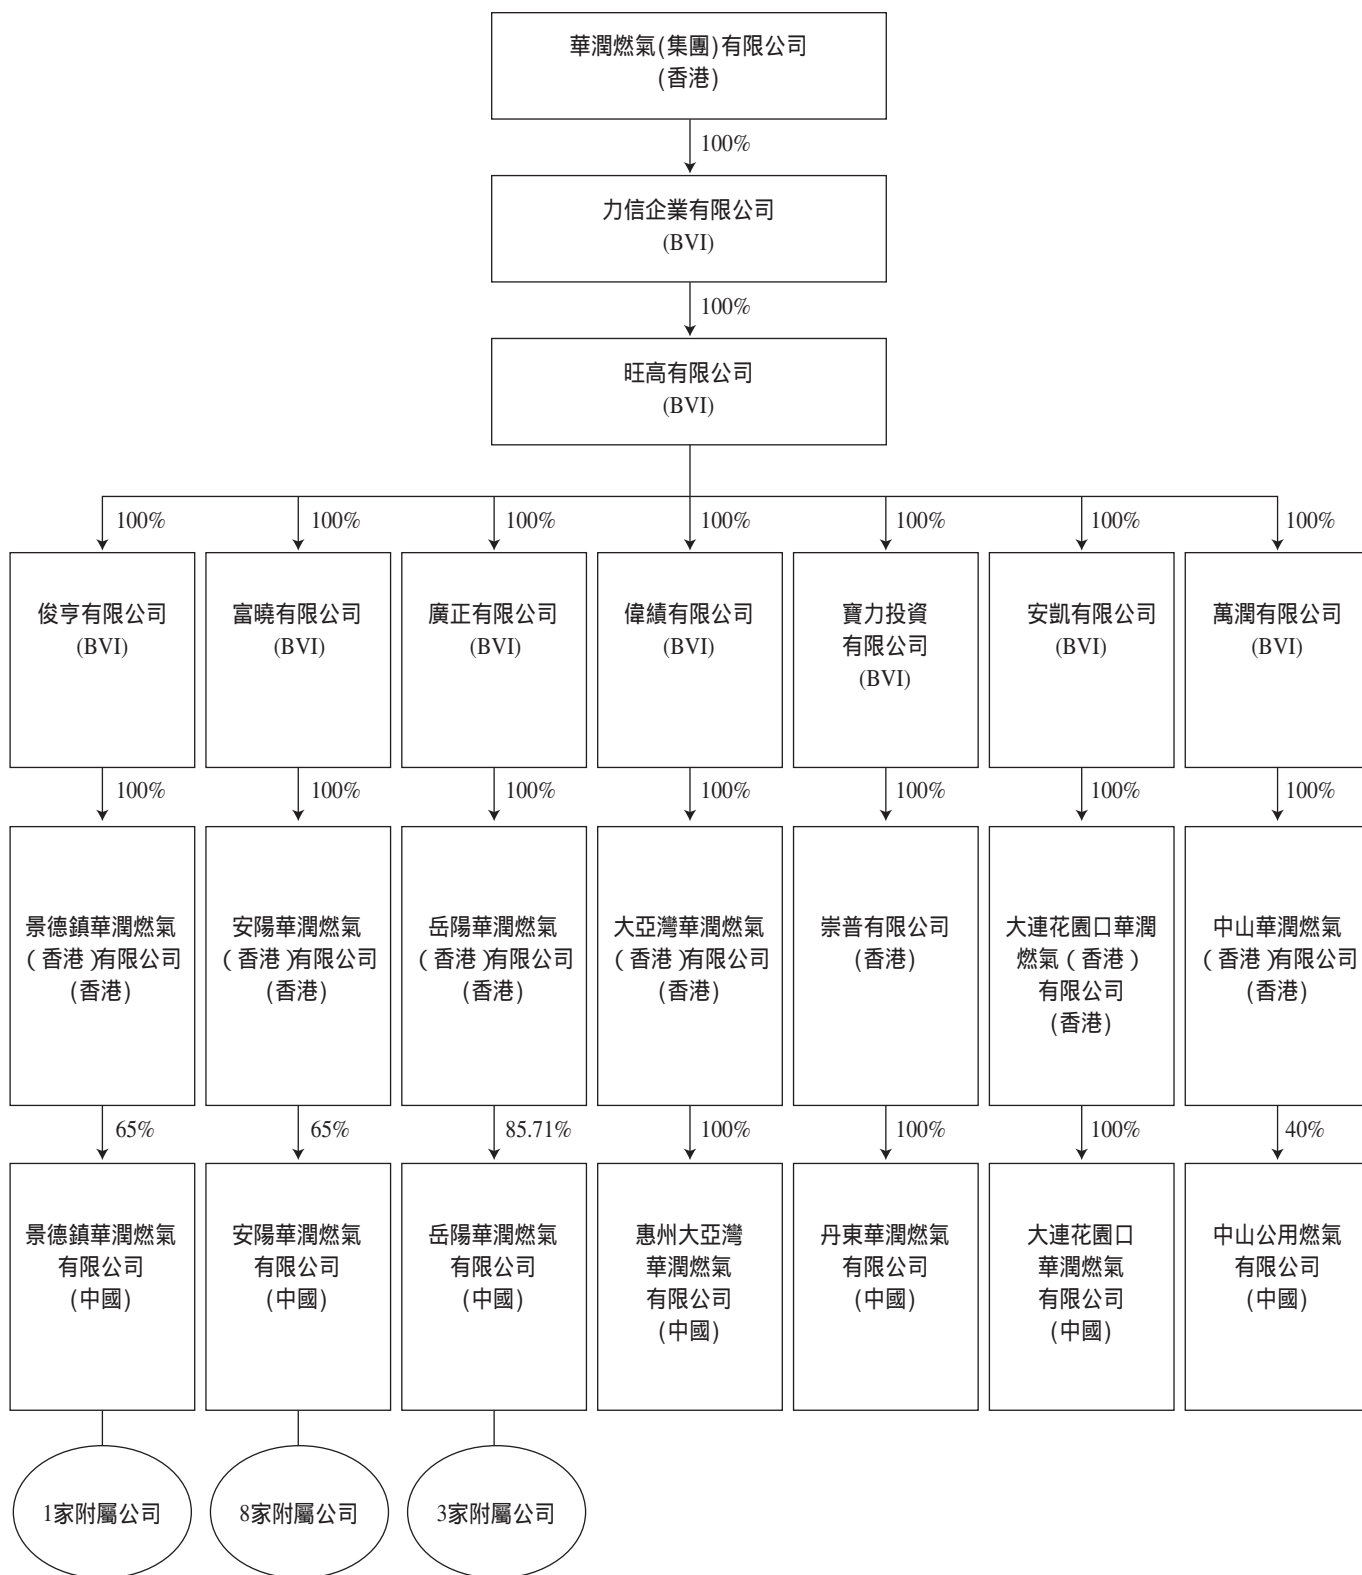 華潤燃氣(集團)有限公司
(香港)
100%
力信企業有限公司
(BVI)
100%
旺高有限公司
(BVI)
100%
100%
100%
100%
100%
100%
100%
俊亨有限公司
(BVI)
富曉有限公司
(BVI)
廣正有限公司
(BVI)
偉績有限公司
(BVI)
寶力投資
有限公司
(BVI)
安凱有限公司
(BVI)
萬潤有限公司
(BVI)
100%
100%
100%
100%
100%
100%
100%
景德鎮華潤燃氣
(香港)有限公司
(香港)
安陽華潤燃氣
(香港)有限公司
(香港)
岳陽華潤燃氣
(香港)有限公司
(香港)
大亞灣華潤燃氣
(香港)有限公司
(香港)
崇普有限公司
(香港)
大連花園口華潤
燃氣(香港)
有限公司
(香港)
中山華潤燃氣
(香港)有限公司
(香港)
65%
65%
85.71%
100%
100%
100%
40%
景德鎮華潤燃氣
有限公司
(中國)
安陽華潤燃氣
有限公司
(中國)
岳陽華潤燃氣
有限公司
(中國)
惠州大亞灣
華潤燃氣
有限公司
(中國)
丹東華潤燃氣
有限公司
(中國)
大連花園口
華潤燃氣
有限公司
(中國)
中山公用燃氣
有限公司
(中國)
1家附屬公司
8家附屬公司
3家附屬公司